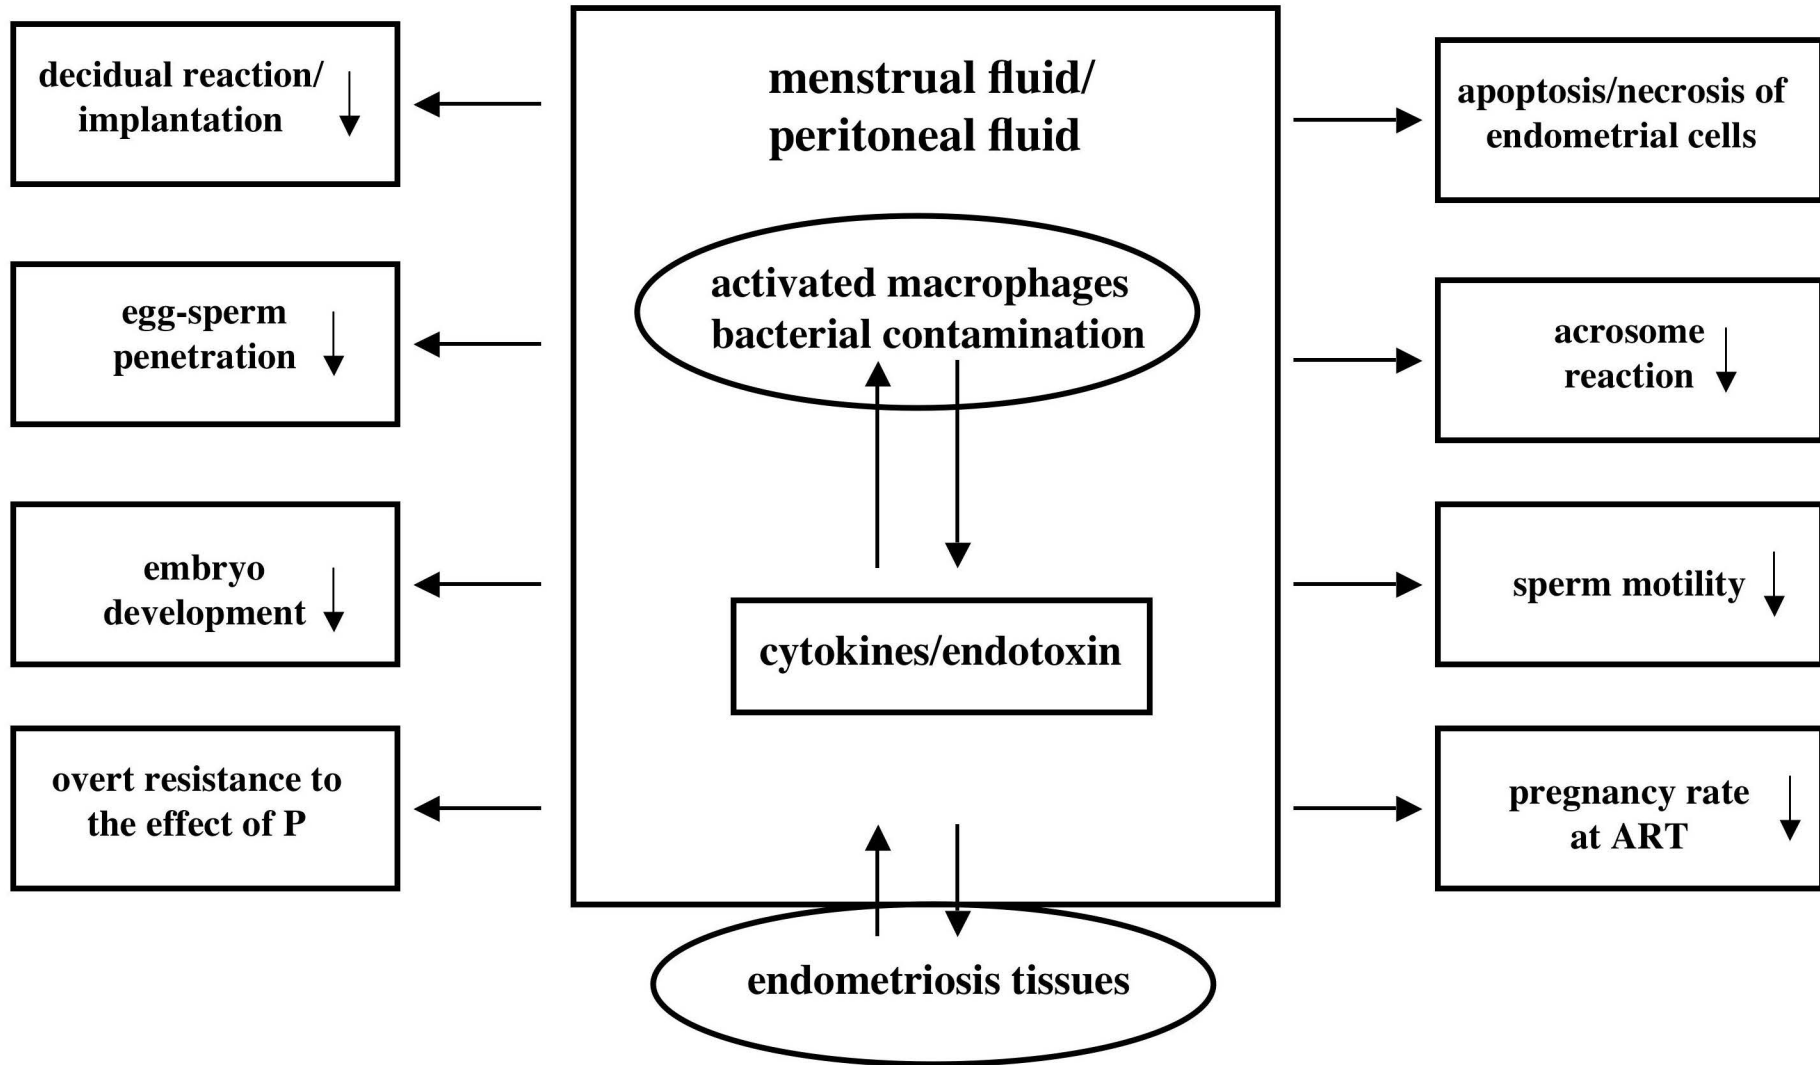 decidual reaction/
implantation
egg-sperm
penetration
embryo
development
overt resistance to
the effect of P
menstrual fluid/
peritoneal fluid
activated macrophages
bacterial contamination
cytokines/endotoxin
endometriosis tissues
apoptosis/necrosis of
endometrial cells
acrosome
reaction
sperm motility
pregnancy rate
at ART